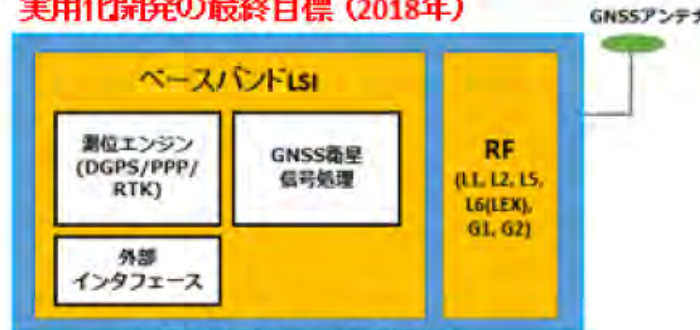 実用化開発の最終目標（2018年）
GNSSアンテナ
ベースバンドLSI
測位エンジン
(DGPS/PPP/
RTK)
GNSS衛星
信号処理
外部
インタフェース
RF
(L1, L2, L5,
L6(LEX),
G1, G2)